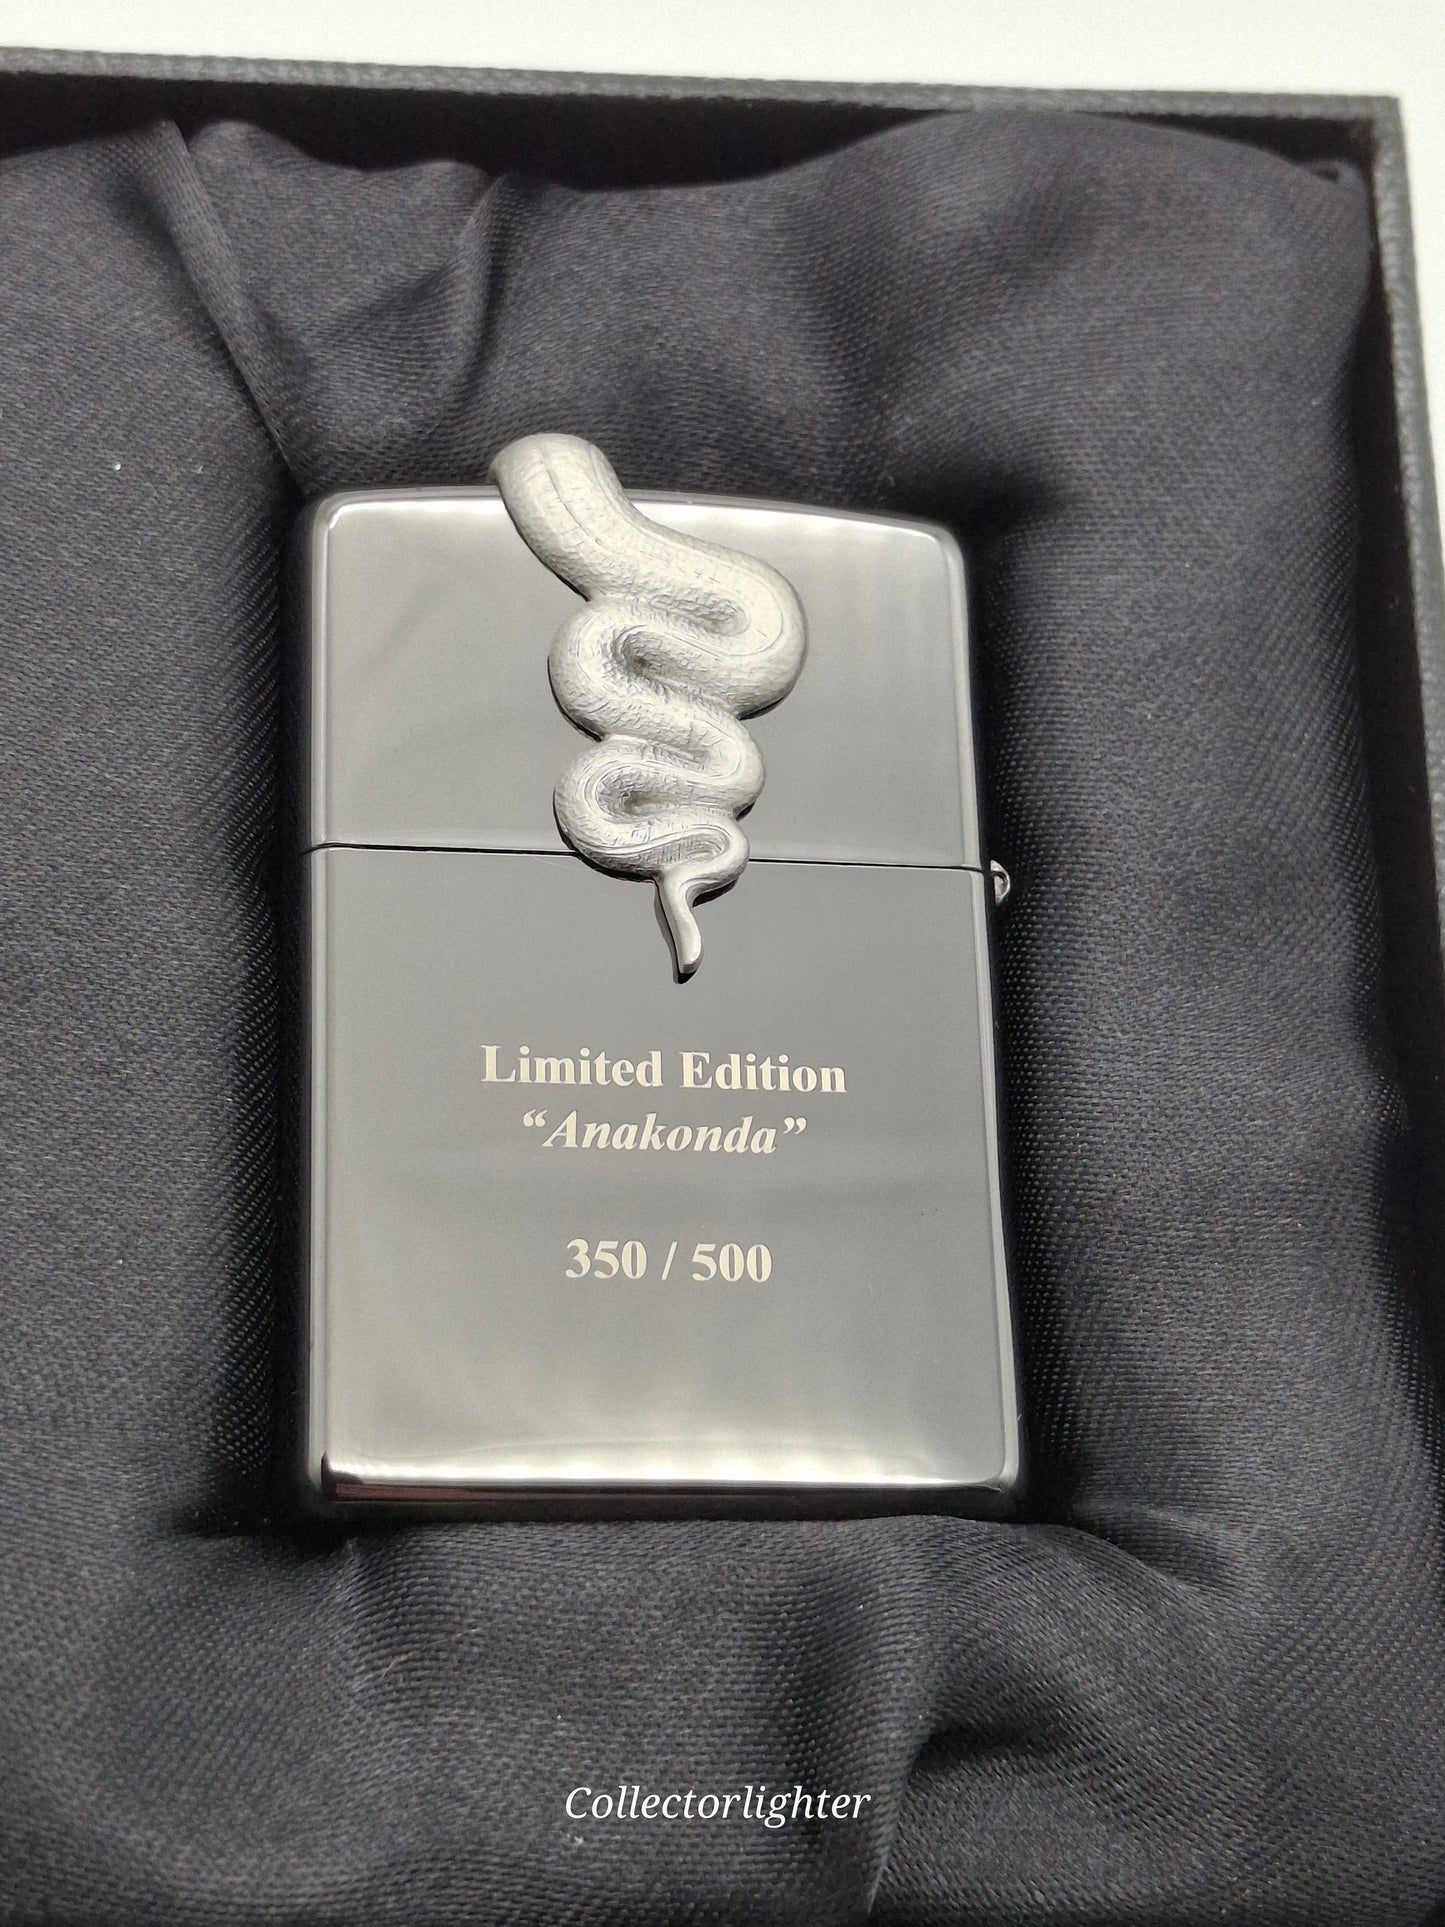 Limited Edition
“Anakonda”
350 / 500
Collectorlighter